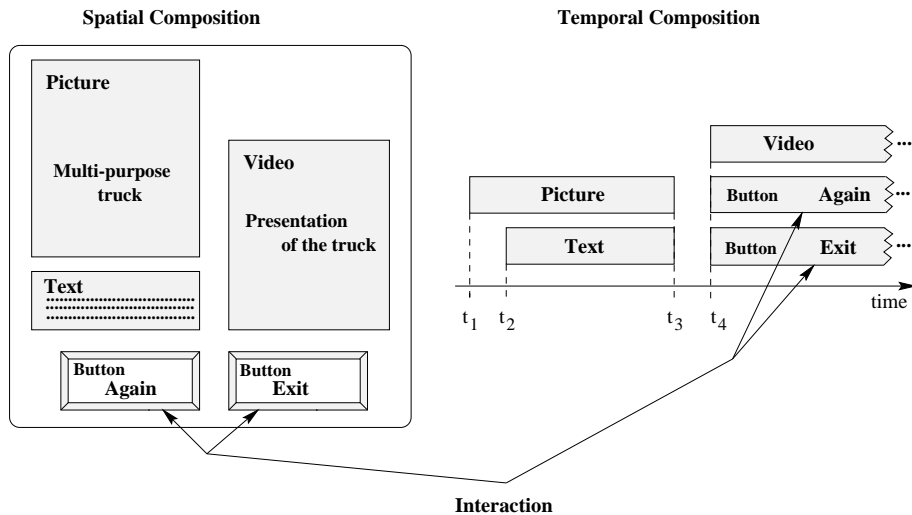 Spatial Composition
Temporal Composition
Picture
Multi-purpose
truck
Video
Presentation
of the truck
Text
Button
Again
Button
Exit
Video
...
Picture
Button Again
...
Text
Button Exit
...
t1
t2
t3
t4
time
Interaction